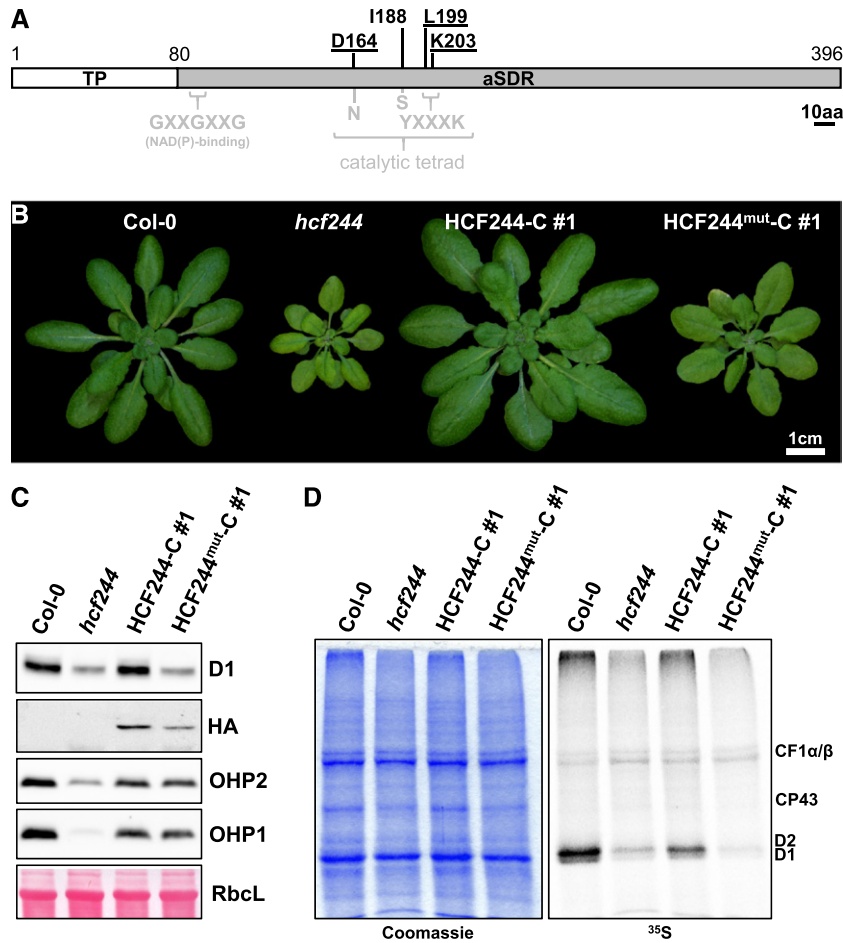 A
I188 L199
D164 K203
1 80 396
TP aSDR
GXXGXXG N S YXXXK 10aa
(NAD(P)-binding)
catalytic tetrad
B
Col-0 hcf244 HCF244-C #1 HCF244mut-C #1
1cm
C
Col-0 hcf244 HCF244-C #1 HCF244mut-C #1
D1
HA
OHP2
OHP1
RbcL
D
Col-0 hcf244 HCF244-C #1 HCF244mut-C #1
Col-0 hcf244 HCF244-C #1 HCF244mut-C #1
CF1α/β
CP43
D2
D1
Coomassie 35S